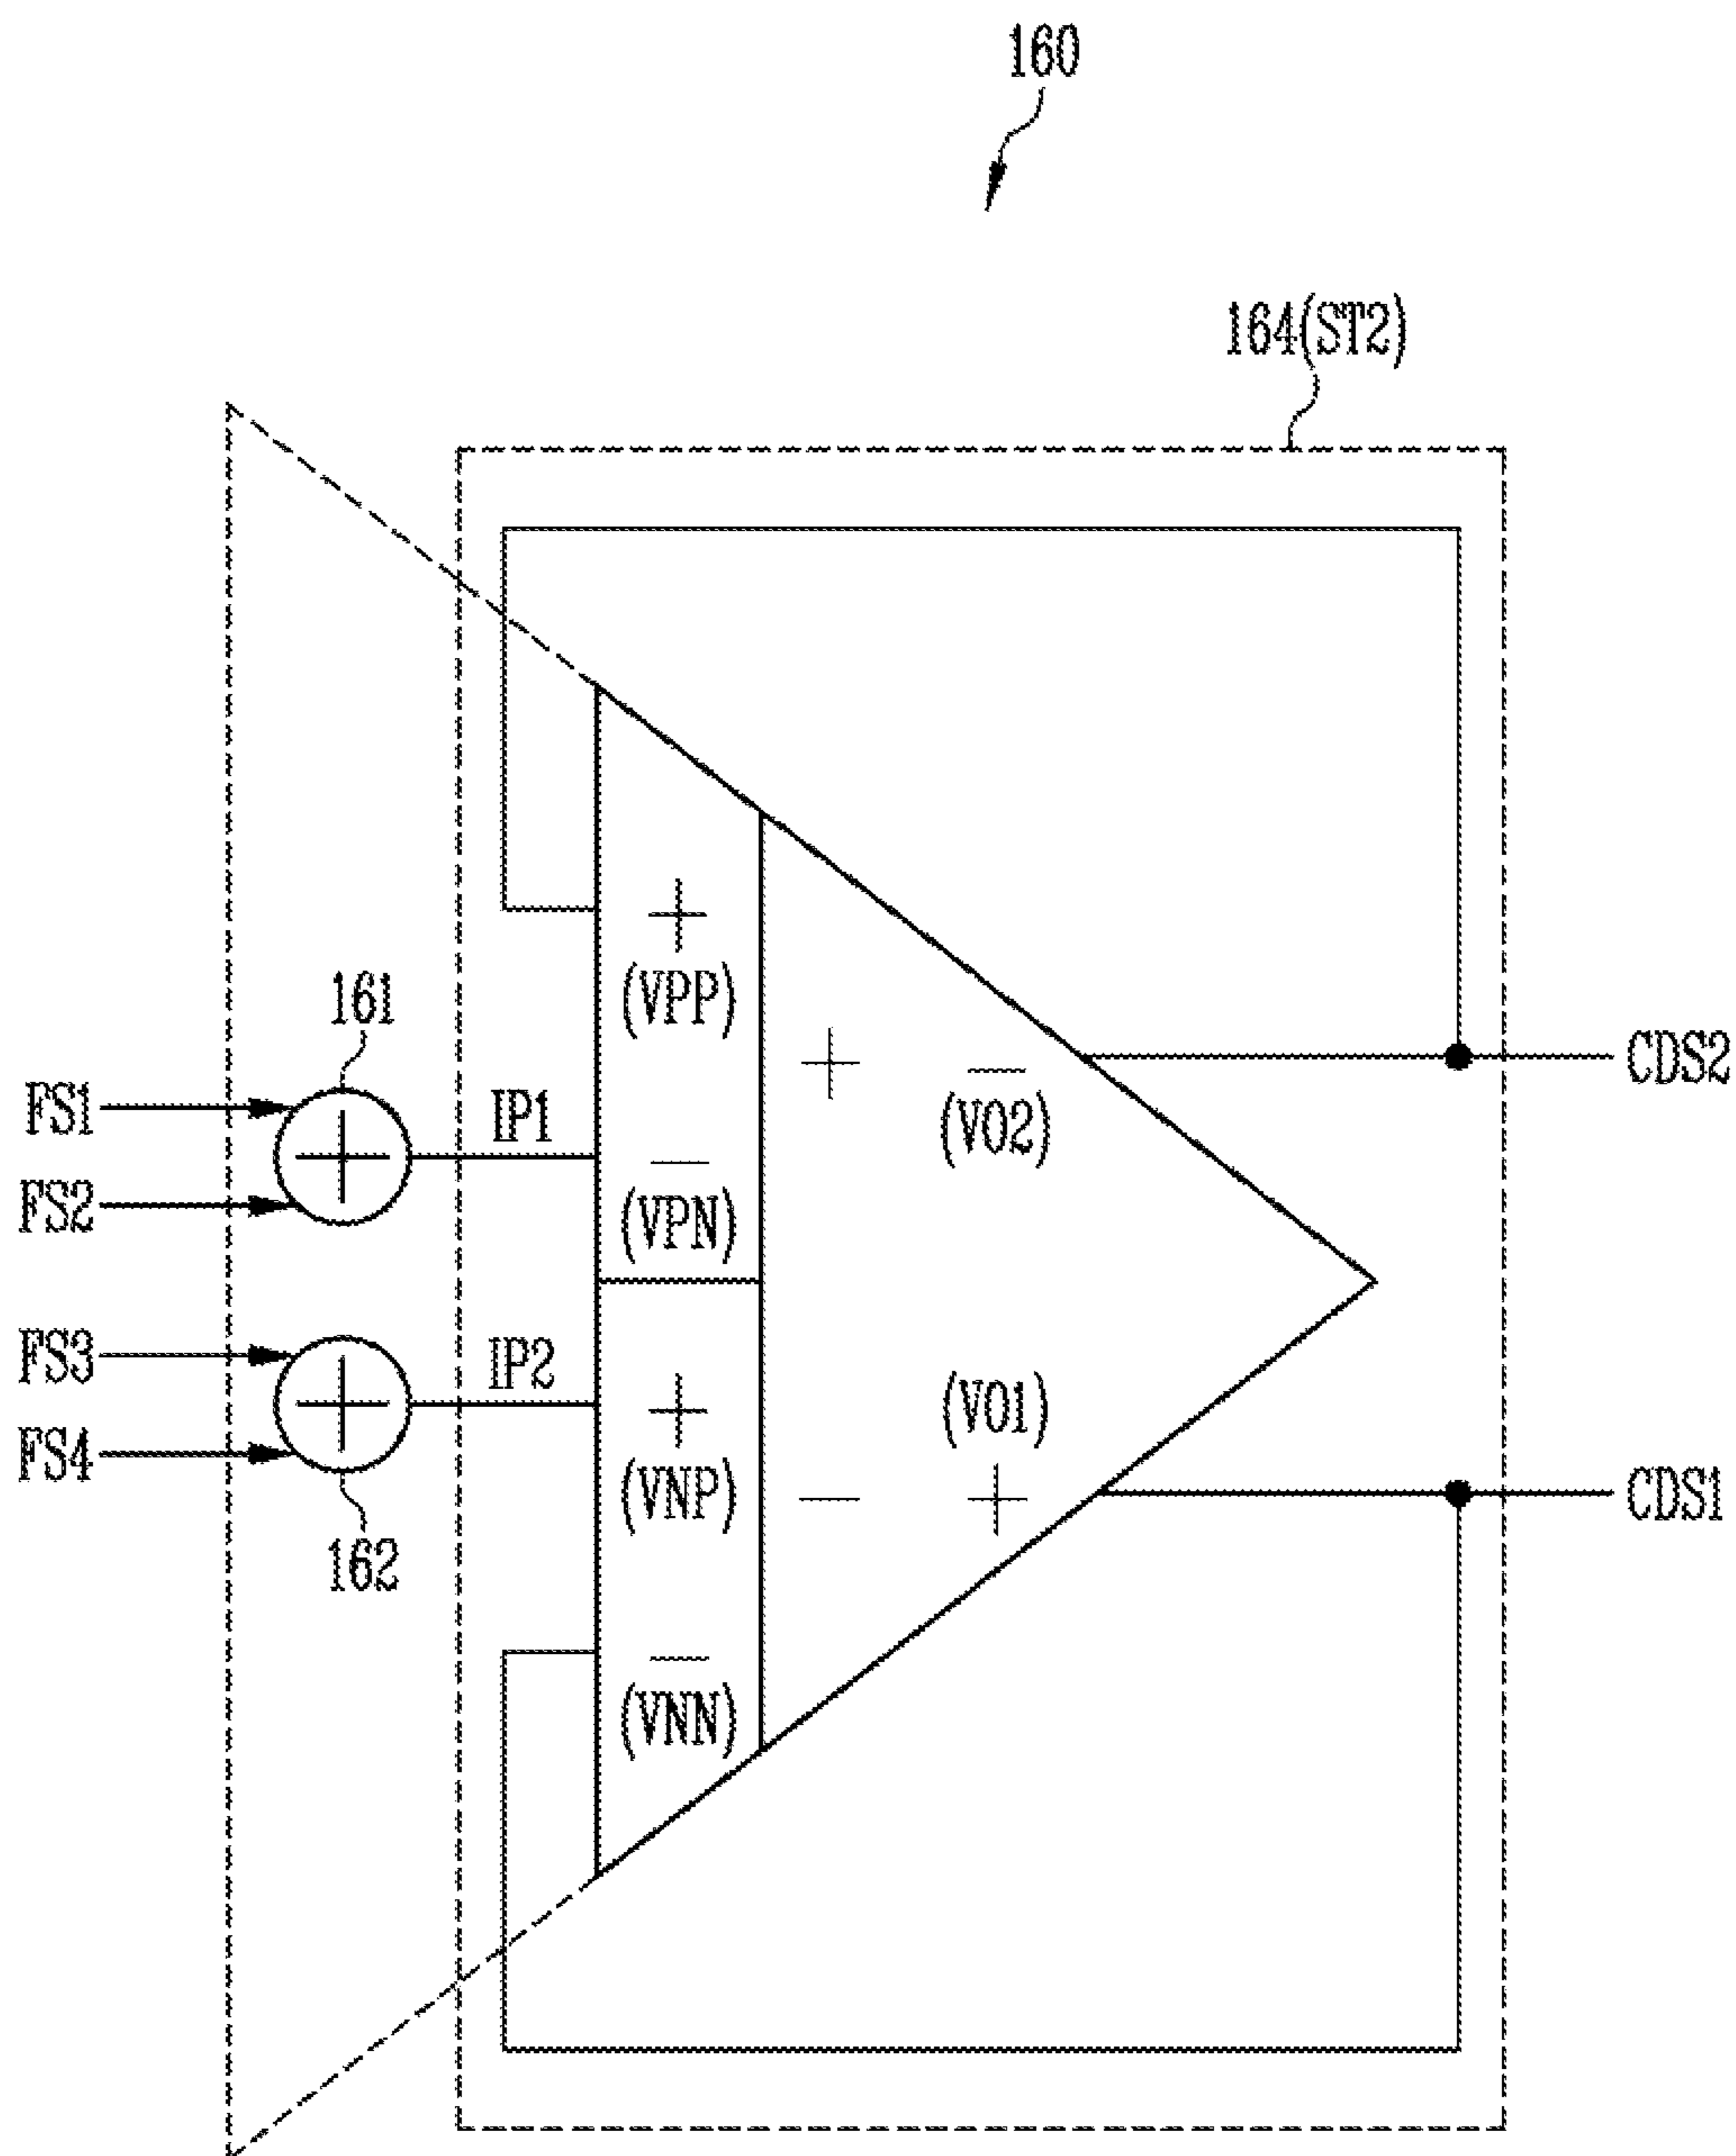 160
164(ST2)
+
(VPP)
161
+
CDS2
FS1
IP1
−
(VO2)
FS2
+
−
(VPN)
FS3
IP2
+
(VO1)
FS4
+
(VNP)
−
+
CDS1
162
−
(VNN)